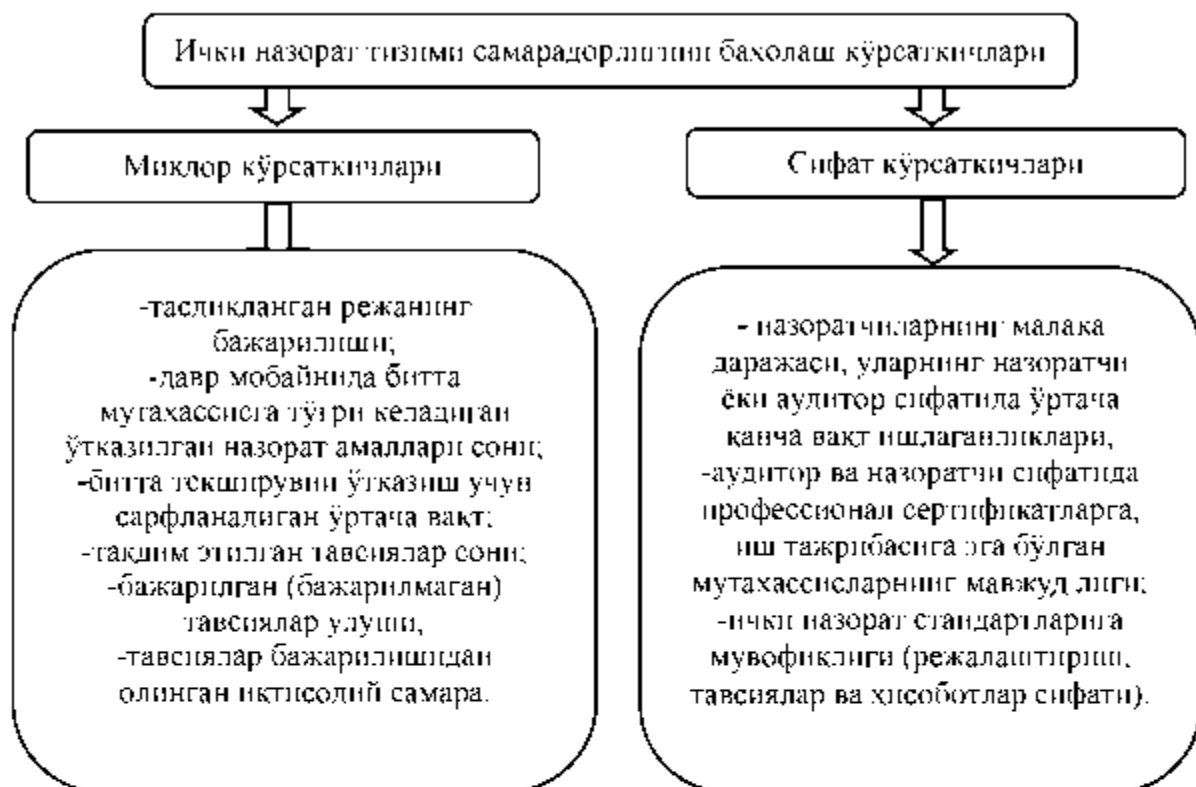 Ички назорат тизими самарадорлигини баҳолаш кўрсаткичлари
Миқдор кўрсаткичлари
-тасдиқланган режанинг
бажарилиши;
-давр мобайнида битта
мутахассисга тўғри келадиган
ўтказилган назорат амаллари сони;
-битта текширувни ўтказиш учун
сарфланадиган ўртача вақт;
-тақдим этилган тавсиялар сони;
-бажарилган (бажарилмаган)
тавсиялар улуши,
-тавсиялар бажарилишидан
олинган иқтисодий самара.
Сифат кўрсаткичлари
- назоратчиларнинг малака
даражаси, уларнинг назоратчи
ёки аудитор сифатида ўртача
қанча вақт ишлаганликлари,
-аудитор ва назоратчи сифатида
профессионал сертификатларга,
иш тажрибасига эга бўлган
мутахассисларнинг мавжуд лиги;
-ички назорат стандартларига
мувофиқлиги (режалаштириш,
тавсиялар ва ҳисоботлар сифати).